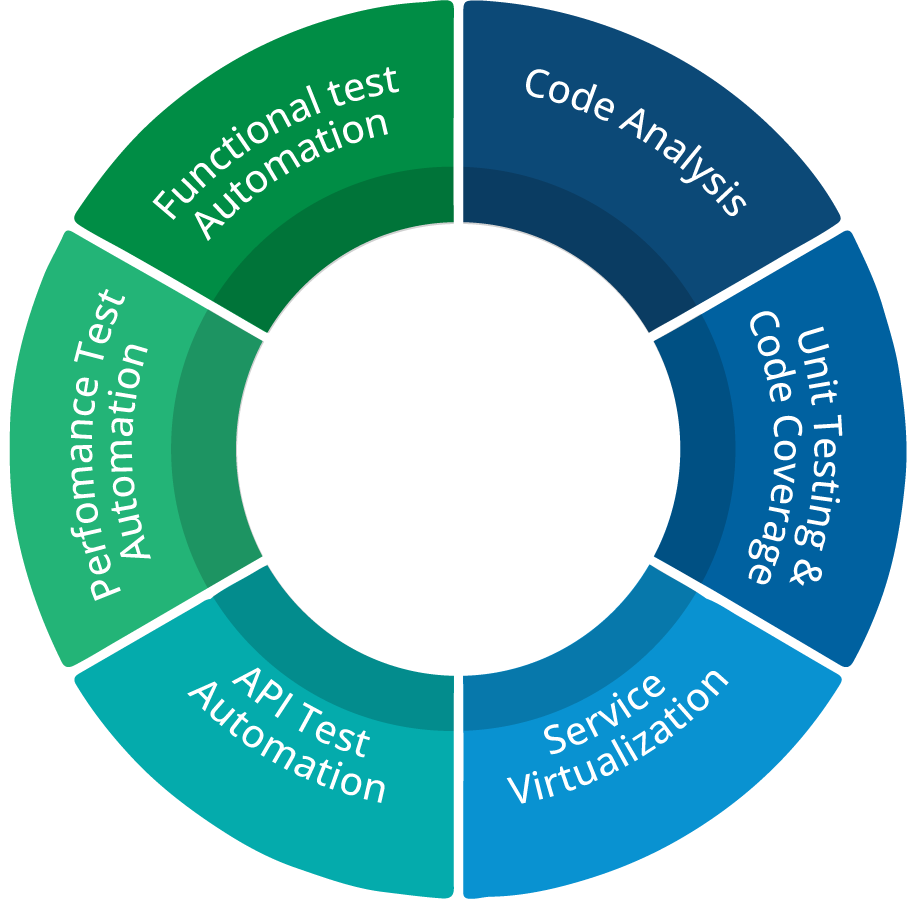 Code Analysis
Unit Testing &
Code Coverage
Service
Virtualization
API Test
Automation
Perfomance Test
Automation
Functional test
Automation